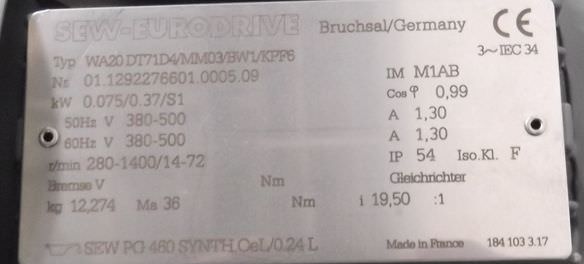 SEW-EURODRIVE Bruchsal/Germany CE
3~IEC 34
Typ WA20 DT71D4/MM03/BW1/KPF6
Nr. 01.1292276601.0005.09 IM M1AB
kW 0.075/0.37/S1 Cos φ 0,99
50Hz V 380-500 A 1,30
60Hz V 380-500 A 1,30
r/min 280-1400/14-72 IP 54 Iso.Kl. F
Bremse V Nm Gleichrichter
kg 12,274 Ma 36 Nm i 19,50 :1
SEW PG 460 SYNTH.OeL/0.24 L Made in France 184 103 3.17